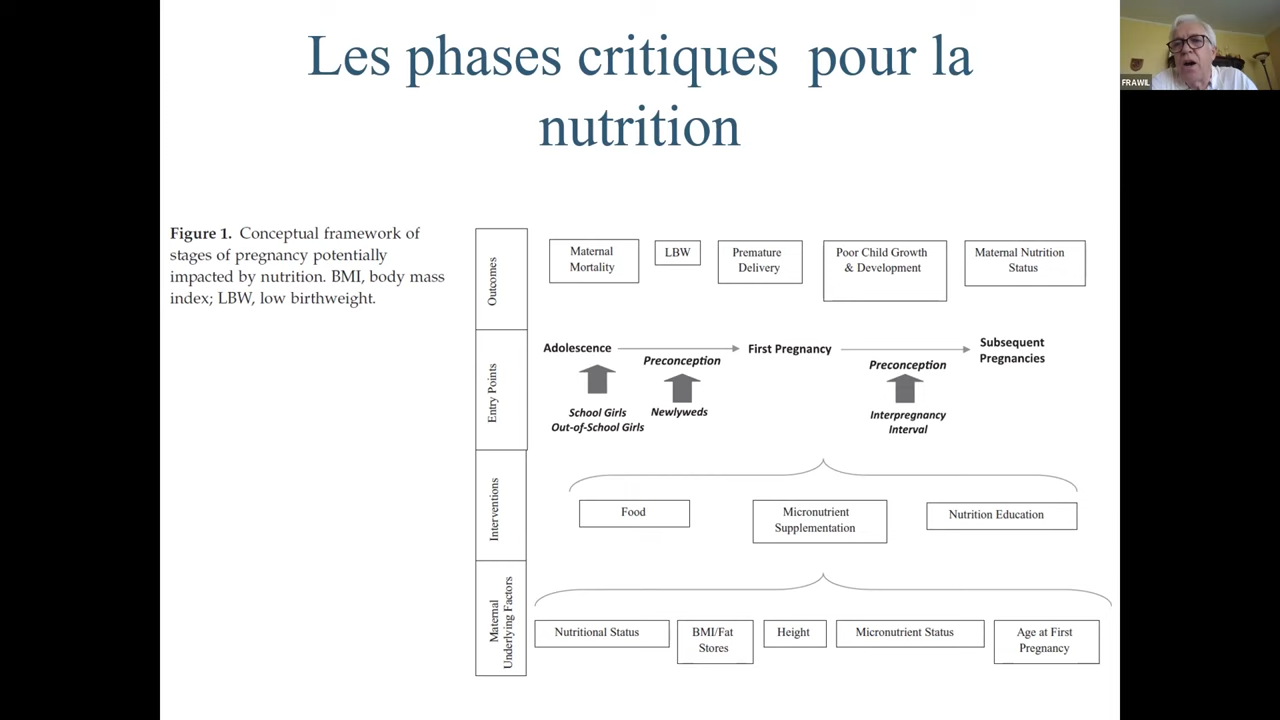 Les phases critiques pour la
nutrition
FRAWIL
Figure 1. Conceptual framework of
stages of pregnancy potentially
impacted by nutrition. BMI, body mass
index; LBW, low birthweight.
Outcomes
Maternal
Mortality
LBW
Premature
Delivery
Poor Child Growth
& Development
Maternal Nutrition
Status
Entry Points
Adolescence
Preconception
First Pregnancy
Preconception
Subsequent
Pregnancies
School Girls
Out-of-School Girls
Newlyweds
Interpregnancy
Interval
Interventions
Food
Micronutrient
Supplementation
Nutrition Education
Maternal
Underlying Factors
Nutritional Status
BMI/Fat
Stores
Height
Micronutrient Status
Age at First
Pregnancy